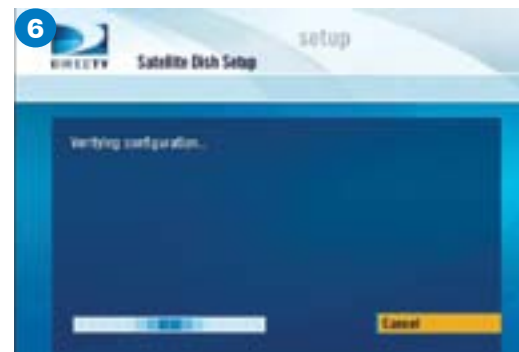 6
setup
DIRECTV
Satellite Dish Setup
Verifying configuration...
Cancel